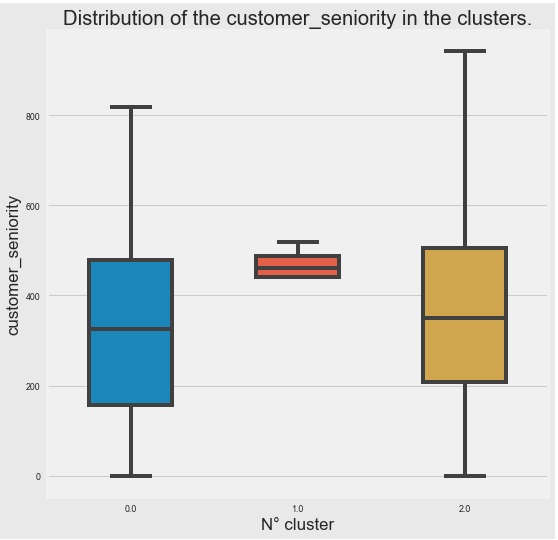 Distribution of the customer_seniority in the clusters.
800
600
400
200
0
customer_seniority
0.0 1.0 2.0
N° cluster